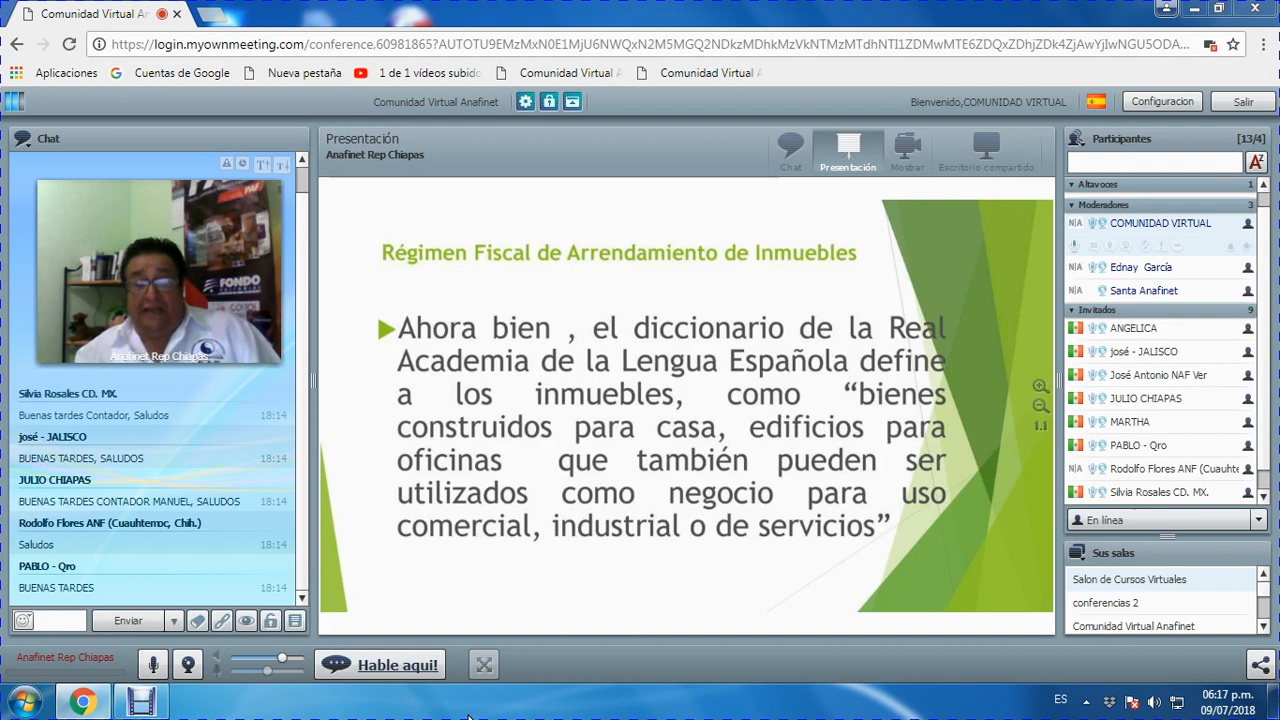 Comunidad Virtual An
https://login.myownmeeting.com/conference,60981865?
Aplicaciones
Cuentas de Google
Nueva pestaña
1 de 1 vídeos subido
Comunidad Virtual A
Comunidad Virtual A
Comunidad Virtual Anafinet
Bienvenido,COMUNIDAD VIRTUAL
Configuracion
Salir
Chat
FONDO
Anafinet Rep Chiapas
Silvia Rosales CD. MX.
Buenas tardes Contador, Saludos 18:14
josé - JALISCO
BUENAS TARDES, SALUDOS 18:14
JULIO CHIAPAS
BUENAS TARDES CONTADOR MANUEL, SALUDOS 18:14
Rodolfo Flores ANF (Cuauhtemoc, Chih.)
Saludos 18:14
PABLO - Qro
BUENAS TARDES 18:14
Enviar
Presentación
Anafinet Rep Chiapas
Chat
Presentación
Mostrar
Escritorio compartido
Régimen Fiscal de Arrendamiento de Inmuebles
Ahora bien , el diccionario de la Real
Academia de la Lengua Española define
a los inmuebles, como “bienes
construidos para casa, edificios para
oficinas que también pueden ser
utilizados como negocio para uso
comercial, industrial o de servicios”
1.1
Participantes [13/4]
Altavoces 1
Moderadores 3
N/A COMUNIDAD VIRTUAL
N/A Ednay García
N/A Santa Anafinet
Invitados 9
ANGELICA
josé - JALISCO
José Antonio NAF Ver
JULIO CHIAPAS
MARTHA
PABLO - Qro
N/A Rodolfo Flores ANF (Cuauhte
Silvia Rosales CD. MX.
En línea
Sus salas
Salon de Cursos Virtuales
conferencias 2
Comunidad Virtual Anafinet
Anafinet Rep Chiapas
Hable aqui!
ES
06:17 p.m.
09/07/2018